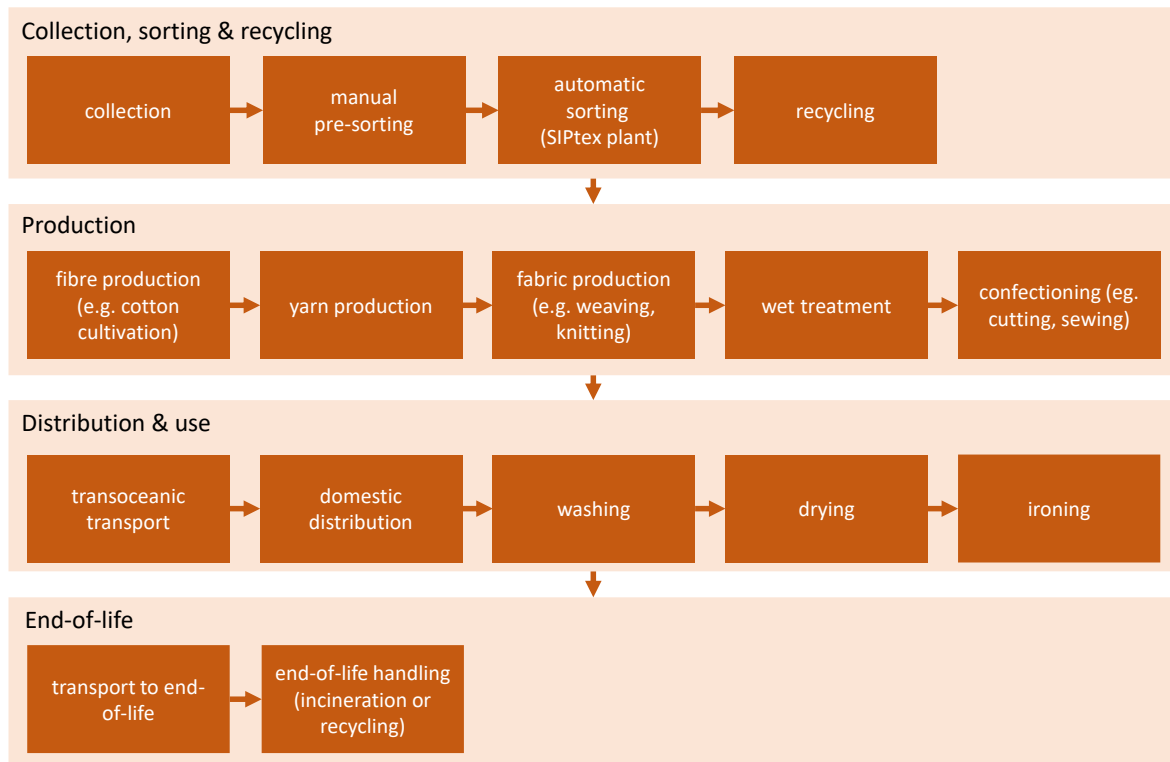 Collection, sorting & recycling
collection
manual
pre-sorting
automatic
sorting
(SIPtex plant)
recycling
Production
fibre production
(e.g. cotton
cultivation)
yarn production
fabric production
(e.g. weaving,
knitting)
wet treatment
confectioning (eg.
cutting, sewing)
Distribution & use
transoceanic
transport
domestic
distribution
washing
drying
ironing
End-of-life
transport to end-
of-life
end-of-life handling
(incineration or
recycling)